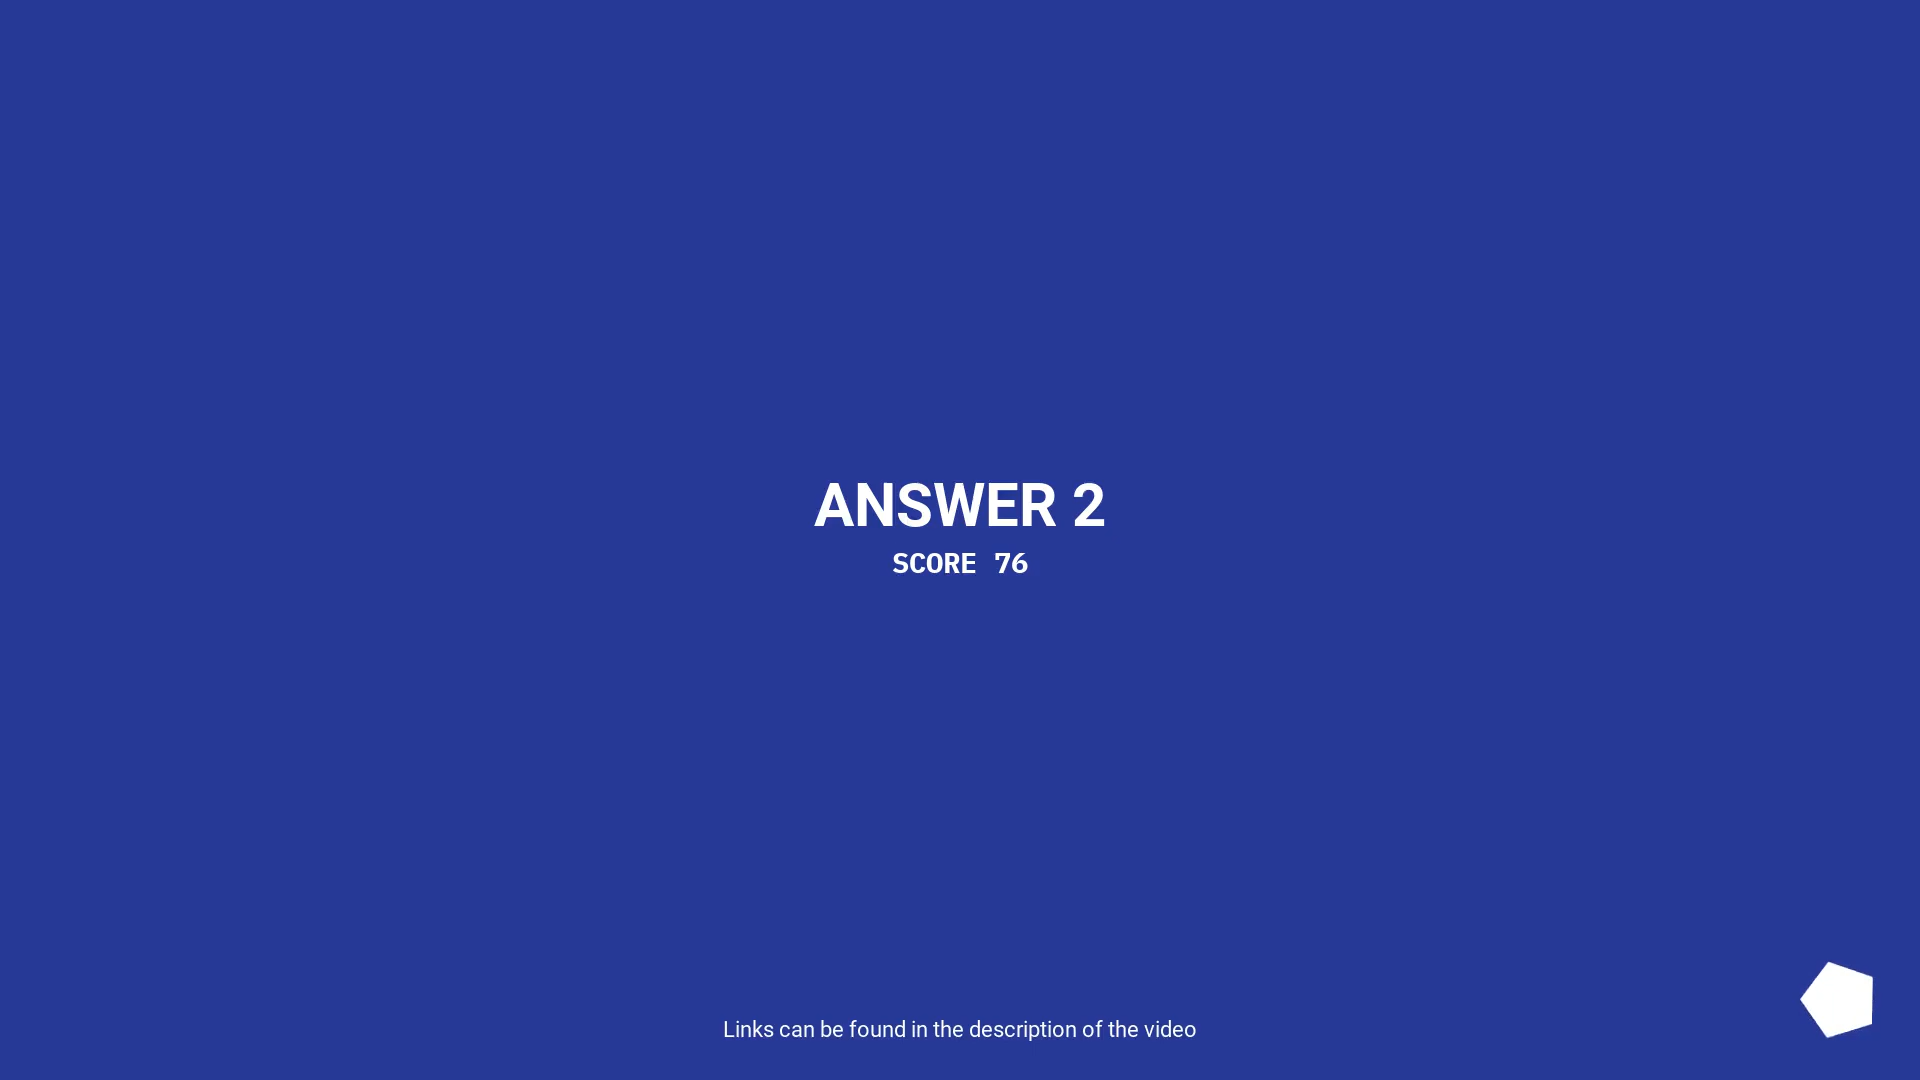 ANSWER 2
SCORE 76
Links can be found in the description of the video